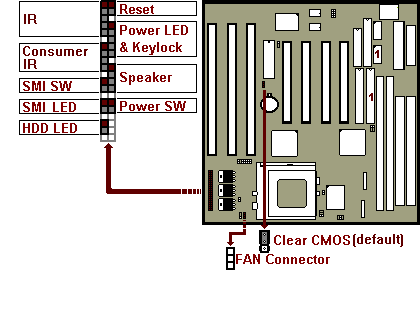 IR
Reset
Power LED
& Keylock
Consumer
IR
Speaker
SMI SW
SMI LED
Power SW
HDD LED
1
1
Clear CMOS(default)
FAN Connector